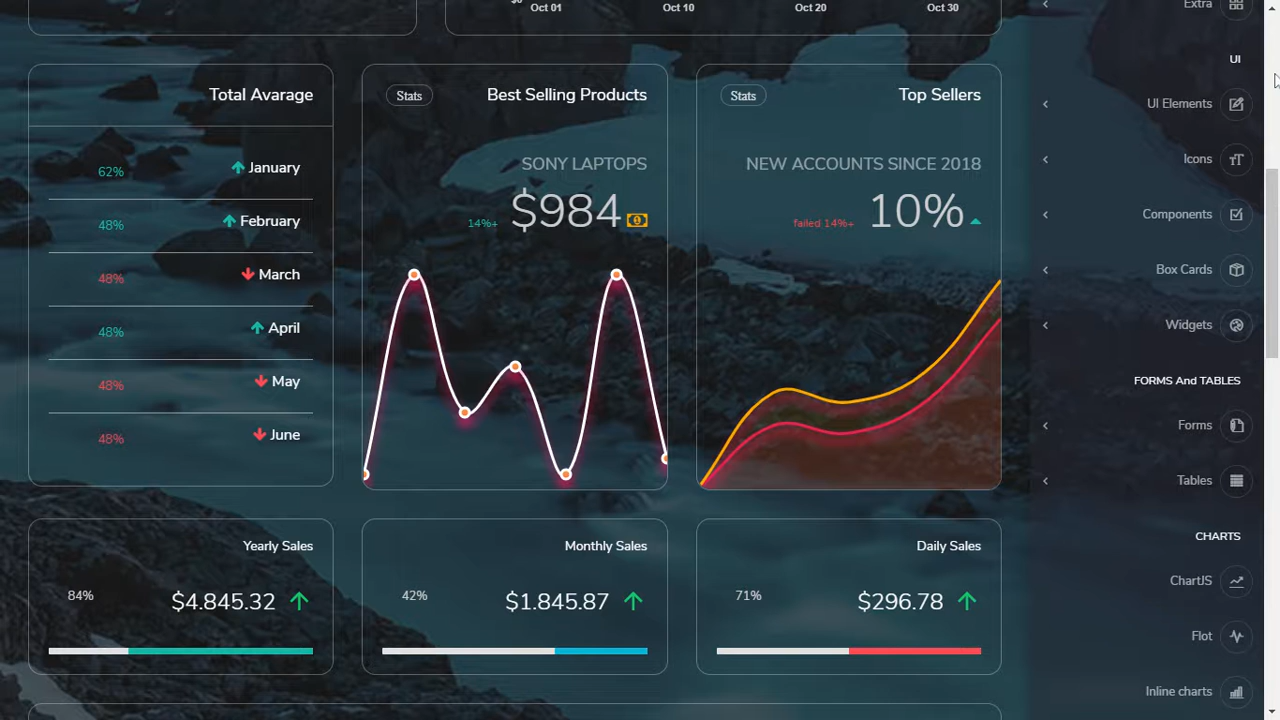 $0
Oct 01 Oct 10 Oct 20 Oct 30
Total Avarage
62% January
48% February
48% March
48% April
48% May
48% June
Stats Best Selling Products
SONY LAPTOPS
14%+ $984
Stats Top Sellers
NEW ACCOUNTS SINCE 2018
failed 14%+ 10%
Yearly Sales
84% $4.845.32
Monthly Sales
42% $1.845.87
Daily Sales
71% $296.78
Extra
UI
UI Elements
Icons
Components
Box Cards
Widgets
FORMS And TABLES
Forms
Tables
CHARTS
ChartJS
Flot
Inline charts